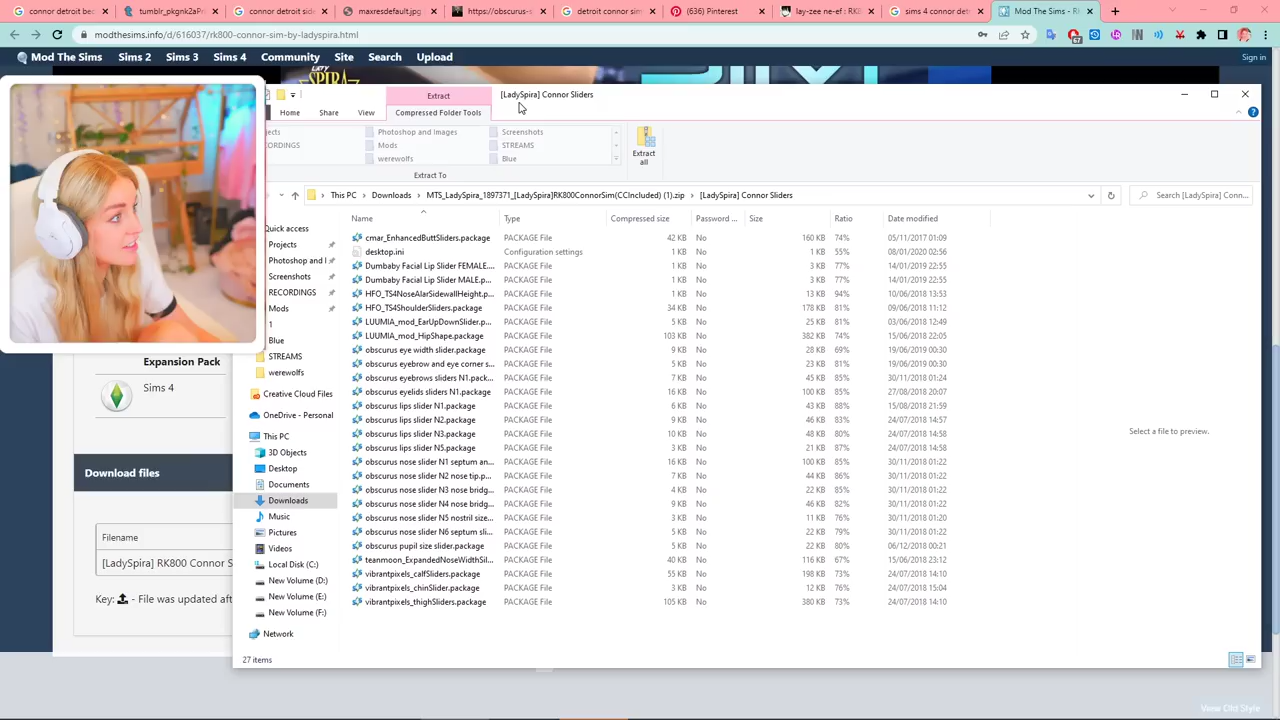 connor detroit bec
tumblr_pkgnk2aPr
connor detroit side
maxresdefault.jpg
https://obscurus-s
detroit connor sim
(636) Pinterest
lay-zee ne-ef : RK8
sims 4 connor detr
Mod The Sims - RK
modthesims.info/d/616037/rk800-connor-sim-by-ladyspira.html
Mod The Sims Sims 2 Sims 3 Sims 4 Community Site Search Upload Sign in
LADY
SPIRA
Extract [LadySpira] Connor Sliders
Home Share View Compressed Folder Tools
jects Photoshop and Images Screenshots
CORDINGS Mods STREAMS
werewolfs Blue
Extract all
Extract To
This PC Downloads MTS_LadySpira_1897371_[LadySpira]RK800ConnorSim(CCIncluded) (1).zip [LadySpira] Connor Sliders Search [LadySpira] Conn...
Name Type Compressed size Password ... Size Ratio Date modified
cmar_EnhancedButtSliders.package PACKAGE File 42 KB No 160 KB 74% 05/11/2017 01:09
desktop.ini Configuration settings 1 KB No 1 KB 55% 08/01/2020 02:56
Dumbaby Facial Lip Slider FEMALE.... PACKAGE File 1 KB No 3 KB 77% 14/01/2019 22:55
Dumbaby Facial Lip Slider MALE.p... PACKAGE File 1 KB No 3 KB 77% 14/01/2019 22:55
HFO_TS4NoseAlarSidewallHeight.p... PACKAGE File 1 KB No 13 KB 94% 10/06/2018 13:53
HFO_TS4ShoulderSliders.package PACKAGE File 34 KB No 178 KB 81% 09/06/2018 11:12
LUUMIA_mod_EarUpDownSlider.p... PACKAGE File 5 KB No 25 KB 81% 03/06/2018 12:49
LUUMIA_mod_HipShape.package PACKAGE File 103 KB No 382 KB 74% 15/06/2018 22:05
obscurus eye width slider.package PACKAGE File 9 KB No 28 KB 69% 19/06/2019 00:30
obscurus eyebrow and eye corner s... PACKAGE File 5 KB No 23 KB 81% 19/06/2019 00:30
obscurus eyebrows sliders N1.pack... PACKAGE File 7 KB No 45 KB 85% 30/11/2018 01:24
obscurus eyelids sliders N1.package PACKAGE File 16 KB No 100 KB 85% 27/08/2018 20:07
obscurus lips slider N1.package PACKAGE File 6 KB No 43 KB 88% 15/08/2018 21:59
obscurus lips slider N2.package PACKAGE File 9 KB No 46 KB 83% 24/07/2018 14:57
obscurus lips slider N3.package PACKAGE File 10 KB No 48 KB 80% 24/07/2018 14:58
obscurus lips slider N5.package PACKAGE File 3 KB No 21 KB 87% 24/07/2018 14:58
obscurus nose slider N1 septum an... PACKAGE File 16 KB No 100 KB 85% 30/11/2018 01:22
obscurus nose slider N2 nose tip.p... PACKAGE File 7 KB No 44 KB 86% 30/11/2018 01:22
obscurus nose slider N3 nose bridg... PACKAGE File 4 KB No 22 KB 85% 30/11/2018 01:22
obscurus nose slider N4 nose bridg... PACKAGE File 9 KB No 46 KB 82% 30/11/2018 01:22
obscurus nose slider N5 nostril size... PACKAGE File 3 KB No 11 KB 76% 30/11/2018 01:20
obscurus nose slider N6 septum sli... PACKAGE File 5 KB No 22 KB 79% 30/11/2018 01:22
obscurus pupil size slider.package PACKAGE File 5 KB No 22 KB 80% 06/12/2018 00:21
teanmoon_ExpandedNoseWidthSli... PACKAGE File 40 KB No 116 KB 67% 15/06/2018 23:12
vibrantpixels_calfSliders.package PACKAGE File 55 KB No 198 KB 73% 24/07/2018 14:10
vibrantpixels_chinSlider.package PACKAGE File 3 KB No 12 KB 76% 24/07/2018 15:04
vibrantpixels_thighSliders.package PACKAGE File 105 KB No 380 KB 73% 24/07/2018 14:10
Quick access
Projects
Photoshop and I
Screenshots
RECORDINGS
Mods
1
Blue
STREAMS
werewolfs
Creative Cloud Files
OneDrive - Personal
This PC
3D Objects
Desktop
Documents
Downloads
Music
Pictures
Videos
Local Disk (C:)
New Volume (D:)
New Volume (E:)
New Volume (F:)
Network
Select a file to preview.
27 items
Expansion Pack
Sims 4
Download files
Filename
[LadySpira] RK800 Connor S
Key: - File was updated afte
View Old Style